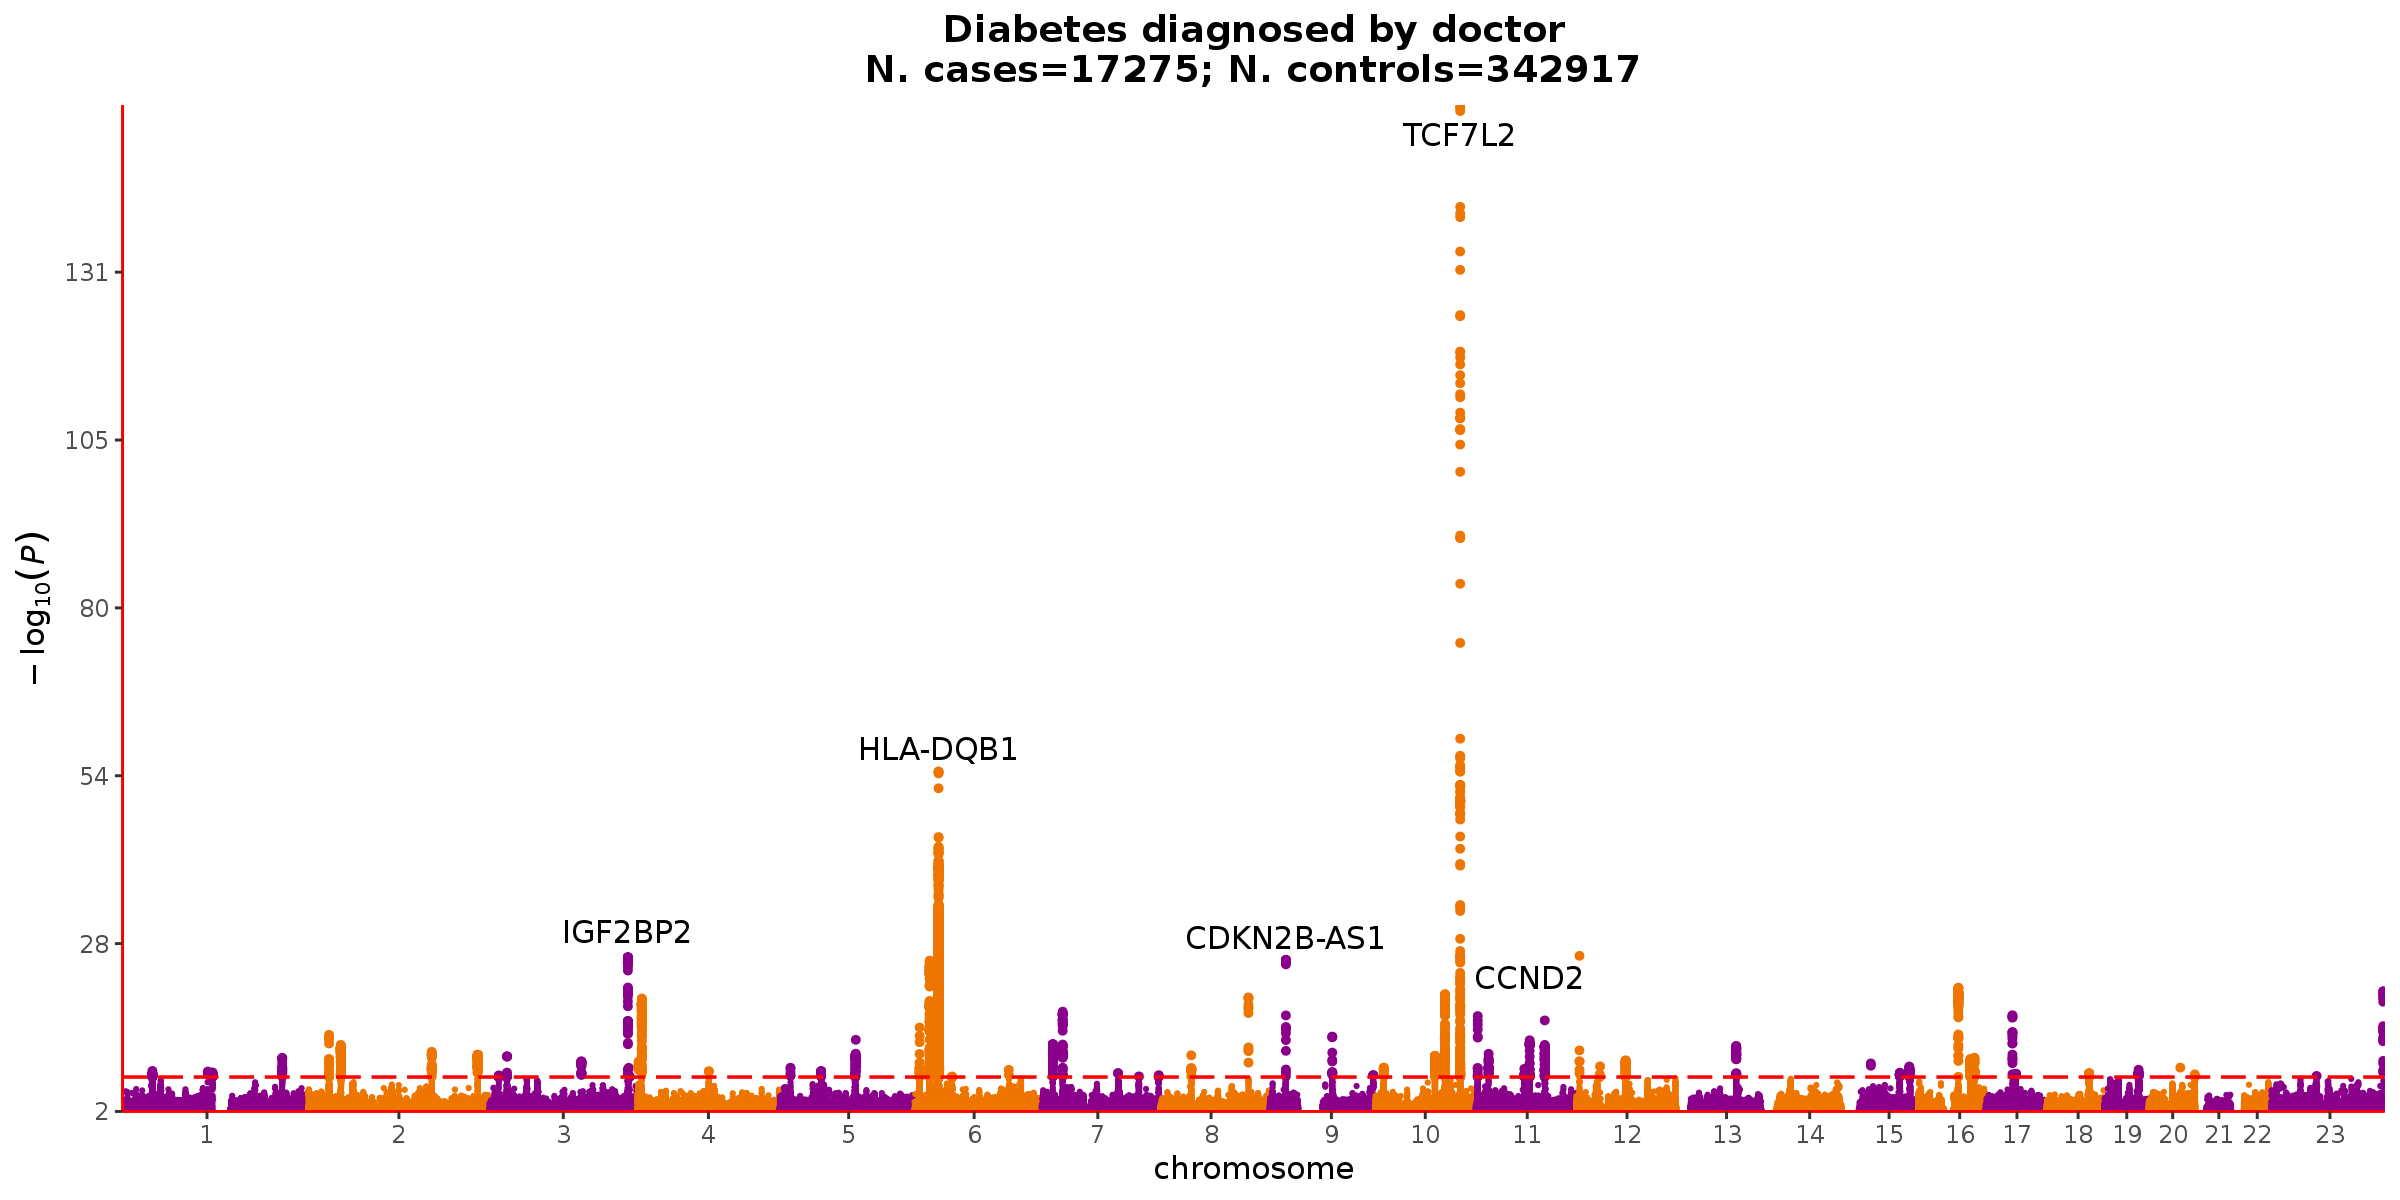 Diabetes diagnosed by doctor
N. cases=17275; N. controls=342917
TCF7L2
131
105
80
−log10(P)
HLA-DQB1
54
IGF2BP2
CDKN2B-AS1
28
CCND2
2
1 2 3 4 5 6 7 8 9 10 11 12 13 14 15 16 17 18 19 20 21 22 23
chromosome